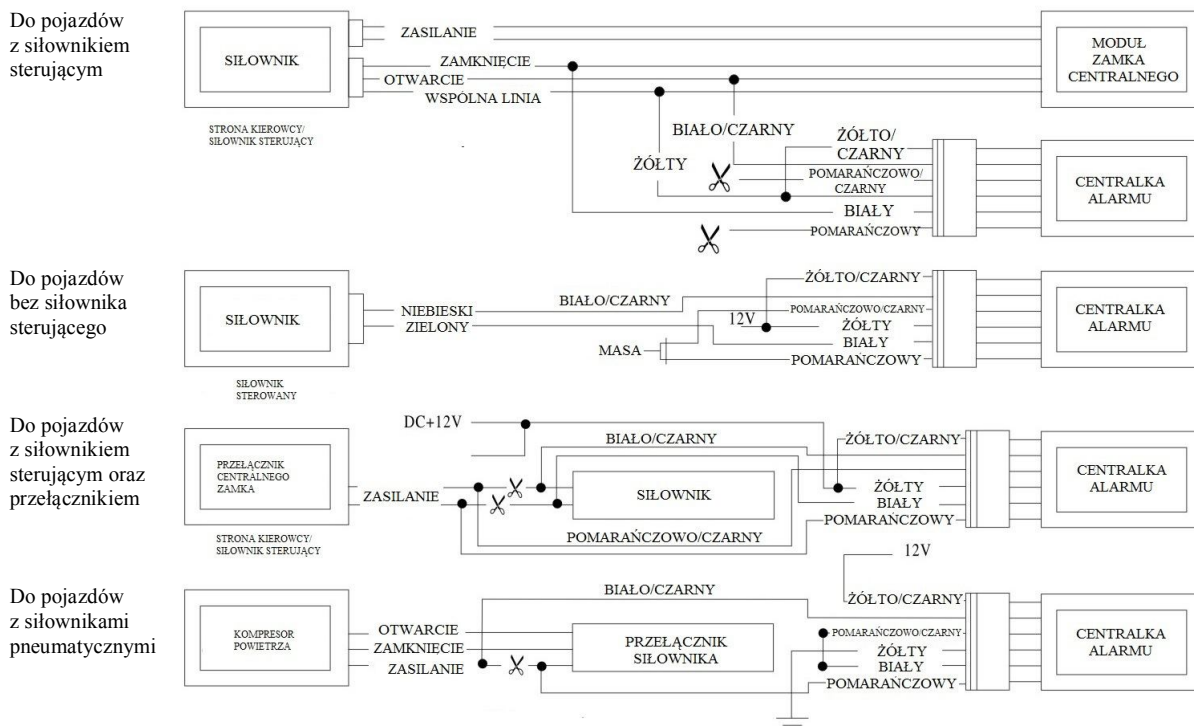 Do pojazdów
z siłownikiem
sterującym
SIŁOWNIK
STRONA KIEROWCY/
SIŁOWNIK STERUJĄCY
ZASILANIE
ZAMKNIĘCIE
OTWARCIE
WSPÓLNA LINIA
MODUŁ
ZAMKA
CENTRALNEGO
BIAŁO/CZARNY
ŻÓŁTY
ŻÓŁTO/
CZARNY
POMARAŃCZOWO/
CZARNY
BIAŁY
POMARAŃCZOWY
CENTRALKA
ALARMU
Do pojazdów
bez siłownika
sterującego
SIŁOWNIK
SIŁOWNIK
STEROWANY
NIEBIESKI
ZIELONY
BIAŁO/CZARNY
MASA
12V
ŻÓŁTO/CZARNY
POMARAŃCZOWO/CZARNY
ŻÓŁTY
BIAŁY
POMARAŃCZOWY
CENTRALKA
ALARMU
Do pojazdów
z siłownikiem
sterującym oraz
przełącznikiem
PRZEŁĄCZNIK
CENTRALNEGO
ZAMKA
STRONA KIEROWCY/
SIŁOWNIK STERUJĄCY
DC+12V
ZASILANIE
BIAŁO/CZARNY
SIŁOWNIK
POMARAŃCZOWO/CZARNY
ŻÓŁTO/CZARNY
ŻÓŁTY
BIAŁY
POMARAŃCZOWY
CENTRALKA
ALARMU
Do pojazdów
z siłownikami
pneumatycznymi
KOMPRESOR
POWIETRZA
OTWARCIE
ZAMKNIĘCIE
ZASILANIE
BIAŁO/CZARNY
PRZEŁĄCZNIK
SIŁOWNIKA
12V
ŻÓŁTO/CZARNY
POMARAŃCZOWO/CZARNY
ŻÓŁTY
BIAŁY
POMARAŃCZOWY
CENTRALKA
ALARMU